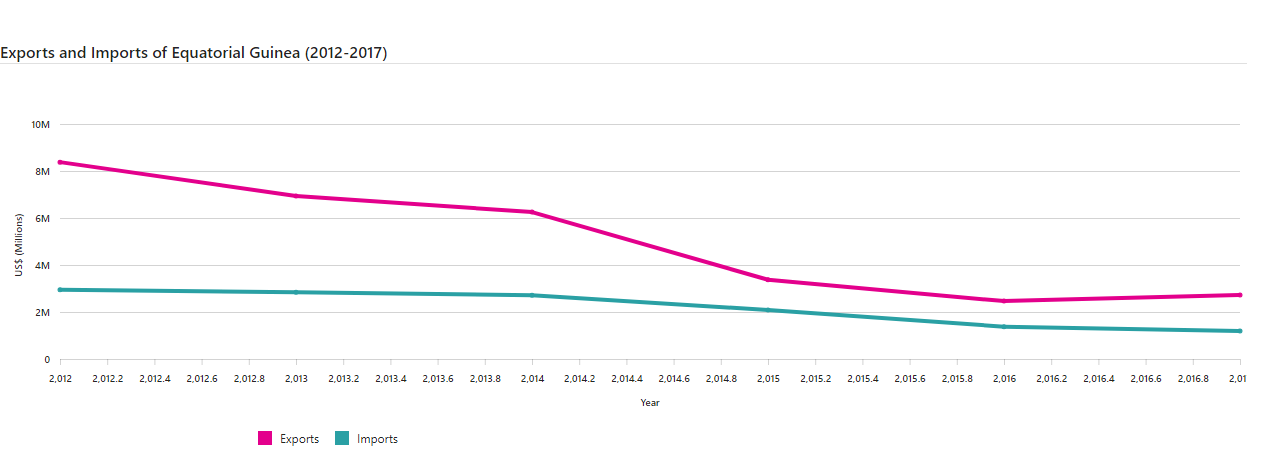 Exports and Imports of Equatorial Guinea (2012-2017)
10M
8M
6M
4M
2M
0
US$ (Millions)
2,012 2,012.2 2,012.4 2,012.6 2,012.8 2,013 2,013.2 2,013.4 2,013.6 2,013.8 2,014 2,014.2 2,014.4 2,014.6 2,014.8 2,015 2,015.2 2,015.4 2,015.6 2,015.8 2,016 2,016.2 2,016.4 2,016.6 2,016.8 2,01
Year
Exports Imports